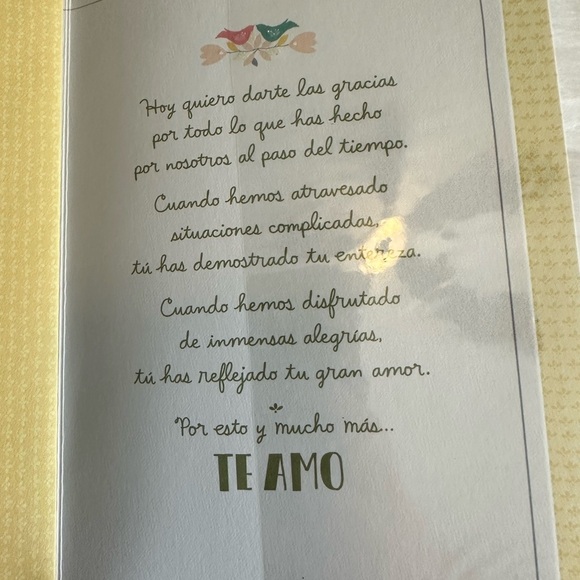 Hoy quiero darte las gracias
por todo lo que has hecho
por nosotros al paso del tiempo.
Cuando hemos atravesado
situaciones complicadas,
tú has demostrado tu entereza.
Cuando hemos disfrutado
de inmensas alegrías,
tú has reflejado tu gran amor.
Por esto y mucho más...
TE AMO